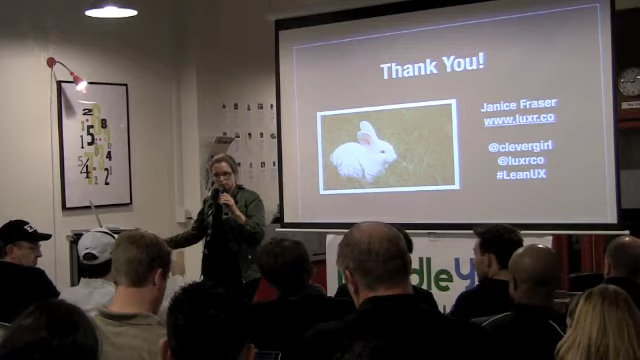 Thank You!
Janice Fraser
www.luxr.co
@clevergirl
@luxrco
#LeanUX